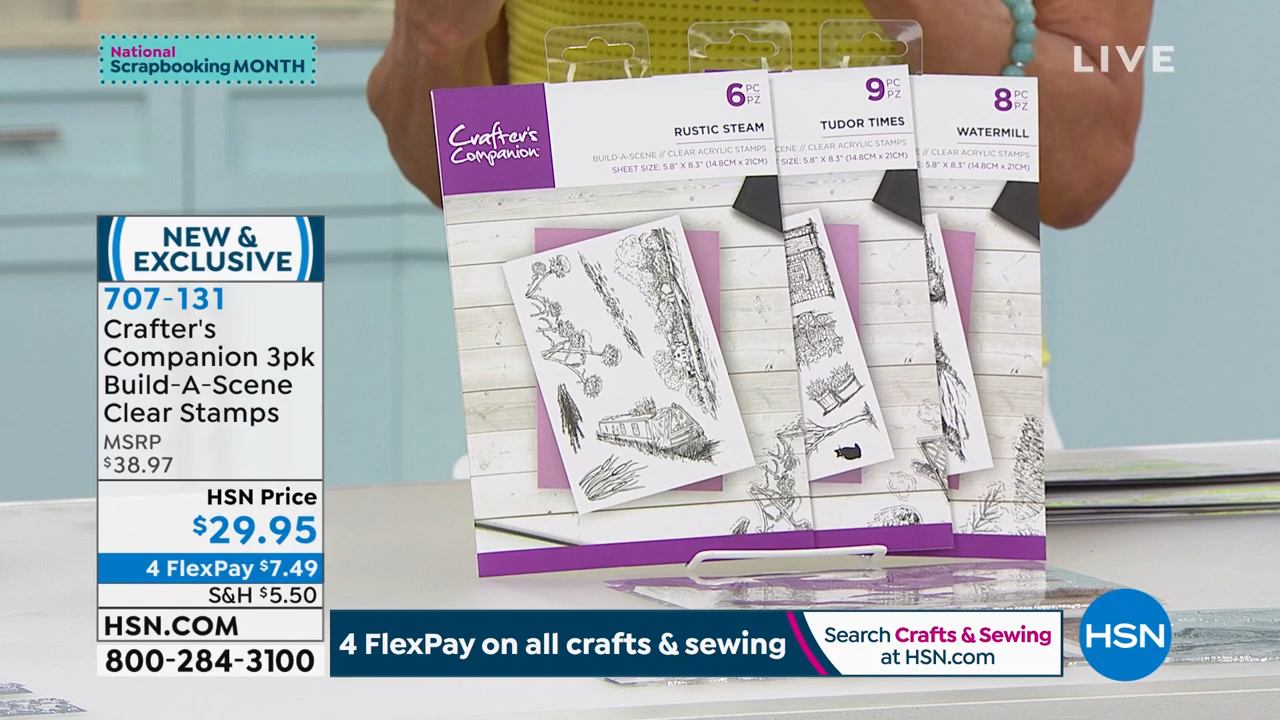 National
Scrapbooking MONTH
LIVE
NEW &
EXCLUSIVE
707-131
Crafter's
Companion 3pk
Build-A-Scene
Clear Stamps
MSRP
$38.97
HSN Price
$29.95
4 FlexPay $7.49
S&H $5.50
HSN.COM
800-284-3100
Crafter's
Companion
6 PC
PZ
RUSTIC STEAM
BUILD-A-SCENE // CLEAR ACRYLIC STAMPS
SHEET SIZE: 5.8" X 8.3" (14.8CM x 21CM)
9 PC
PZ
TUDOR TIMES
CENE // CLEAR ACRYLIC STAMPS
SIZE: 5.8" X 8.3" (14.8CM x 21CM)
8 PC
PZ
WATERMILL
// CLEAR ACRYLIC STAMPS
E: 5.8" X 8.3" (14.8CM x 21CM)
4 FlexPay on all crafts & sewing
Search Crafts & Sewing
at HSN.com
HSN